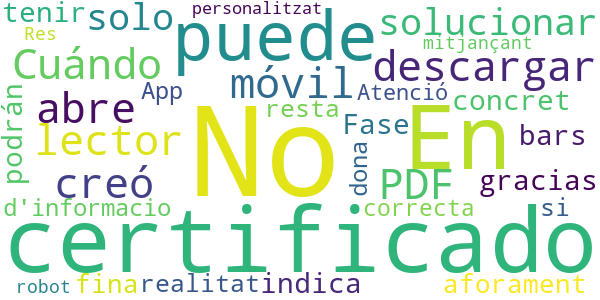 personalitzat
tenir solo puede solucionar
Res mitjançant
Cuándo móvil descargar
podrán abre App No En Atenció concret
lector resta Fase bars
creó dona PDF gracias
d'informacio certificado correcta si
robot fina realitat indica aforament